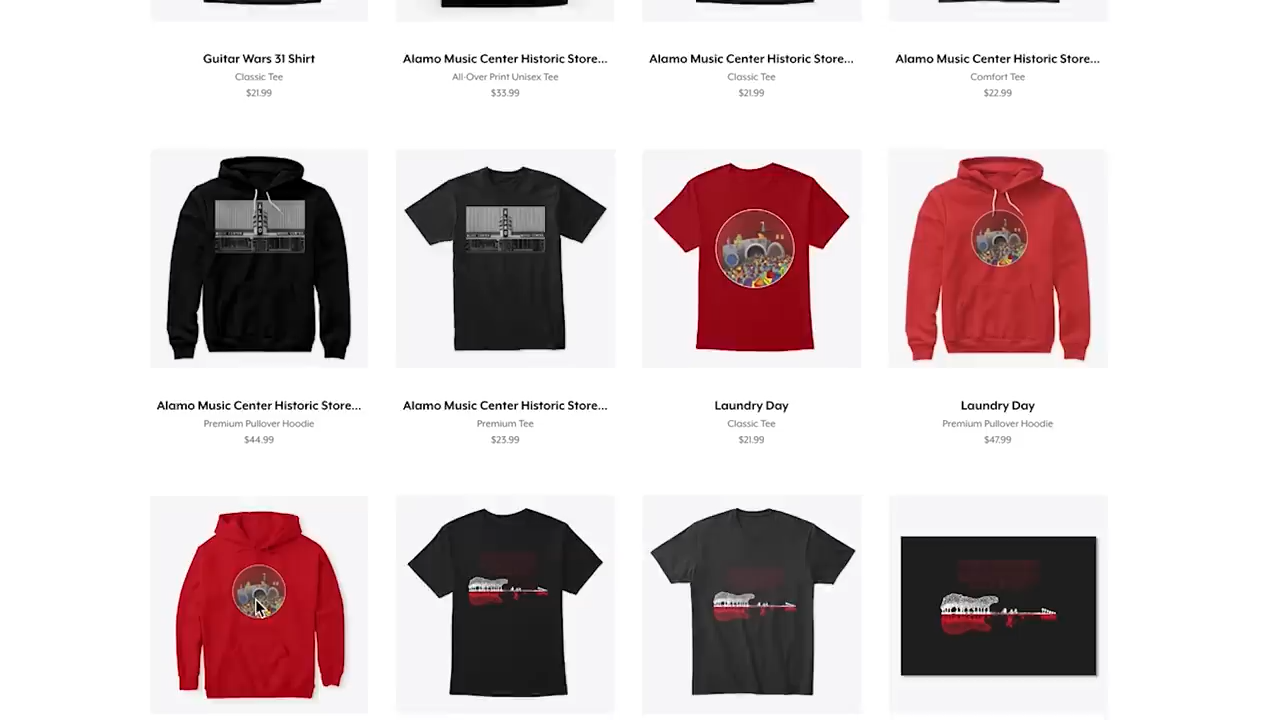 Guitar Wars 31 Shirt
Classic Tee
$21.99
Alamo Music Center Historic Store...
All-Over Print Unisex Tee
$33.99
Alamo Music Center Historic Store...
Classic Tee
$21.99
Alamo Music Center Historic Store...
Comfort Tee
$22.99
Alamo Music Center Historic Store...
Premium Pullover Hoodie
$44.99
Alamo Music Center Historic Store...
Premium Tee
$23.99
Laundry Day
Classic Tee
$21.99
Laundry Day
Premium Pullover Hoodie
$47.99